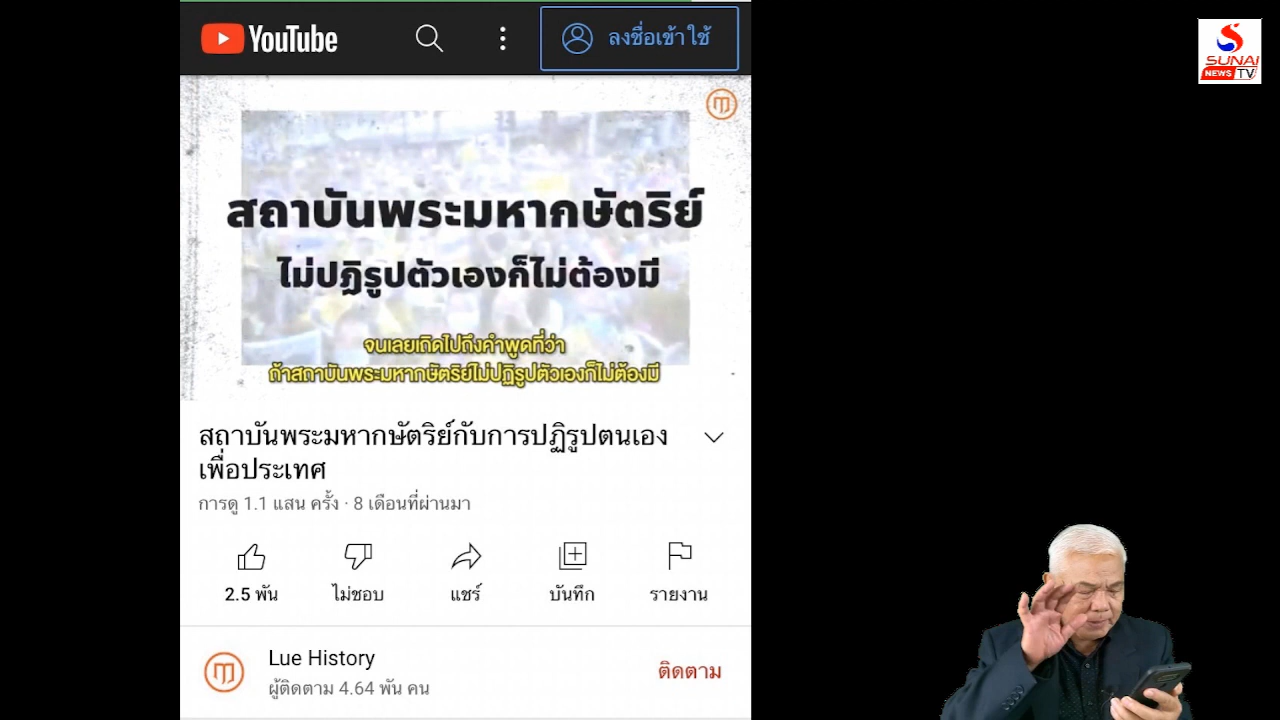 YouTube
ลงชื่อเข้าใช้
SUNAI
NEWS TV
สถาบันพระมหากษัตริย์
ไม่ปฏิรูปตัวเองก็ไม่ต้องมี
จนเลยเถิดไปถึงคำพูดที่ว่า
ถ้าสถาบันพระมหากษัตริย์ไม่ปฏิรูปตัวเองก็ไม่ต้องมี
สถาบันพระมหากษัตริย์กับการปฏิรูปตนเอง
เพื่อประเทศ
การดู 1.1 แสน ครั้ง · 8 เดือนที่ผ่านมา
2.5 พัน ไม่ชอบ แชร์ บันทึก รายงาน
Lue History
ติดตาม
ผู้ติดตาม 4.64 พัน คน